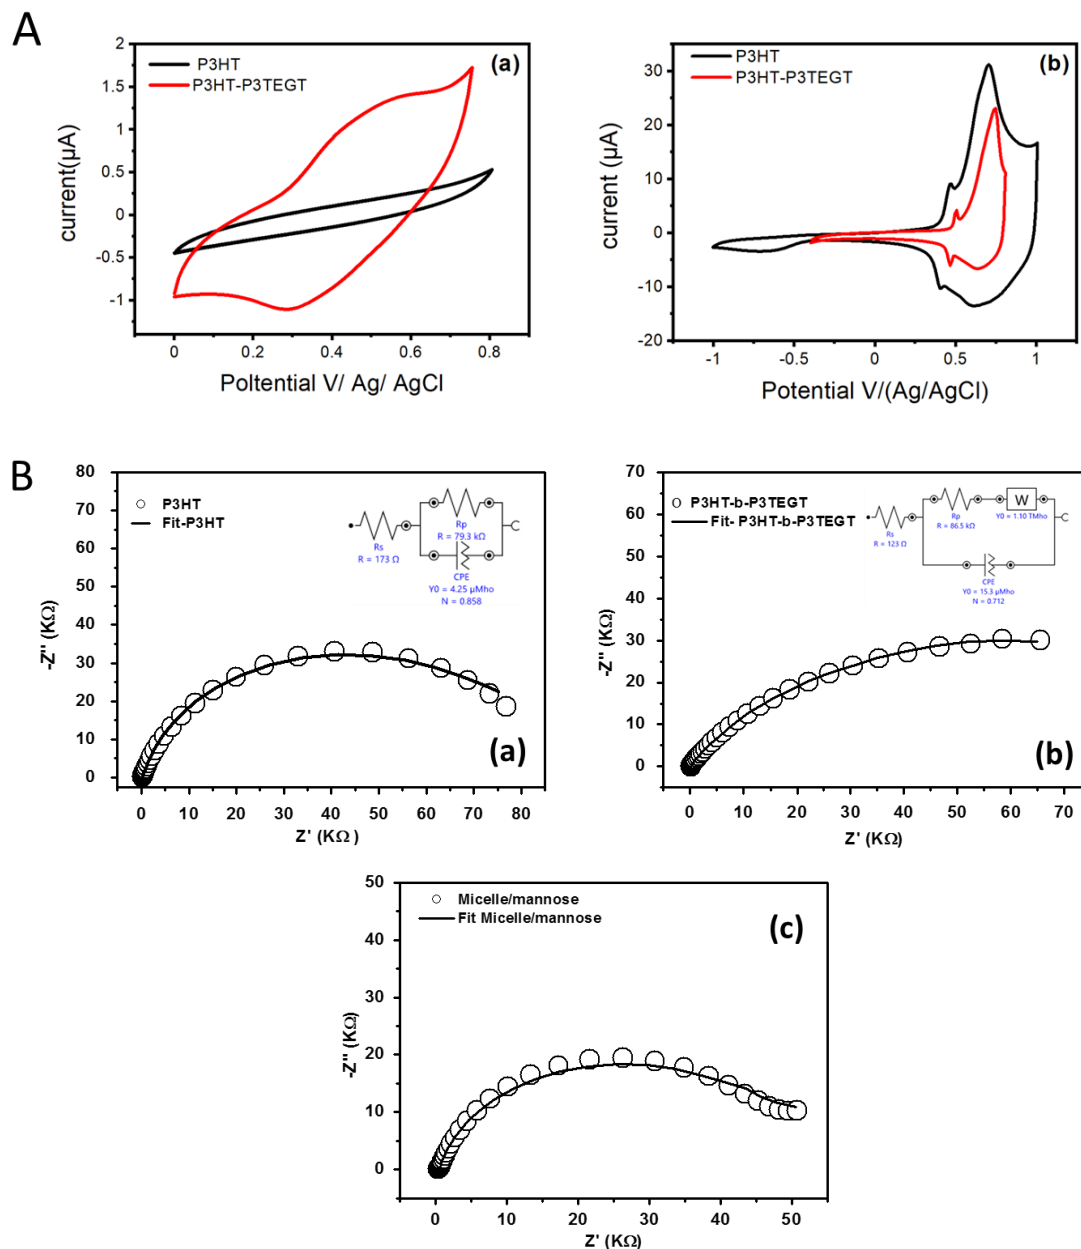 A
P3HT
P3HT-P3TEGT
(a)
2
1.5
1
0.5
0
-0.5
-1
current(μA)
0
0.2
0.4
0.6
0.8
Poltential V/ Ag/ AgCl
P3HT
P3HT-P3TEGT
(b)
30
20
10
0
-10
-20
current (μA)
-1
-0.5
0
0.5
1
Potential V/(Ag/AgCl)
B
P3HT
Fit-P3HT
Rs
R = 173 Ω
Rp
R = 79.3 kΩ
CPE
Y0 = 4.25 μMho
N = 0.858
80
70
60
50
40
30
20
10
0
-Z" (KΩ)
(a)
0
10
20
30
40
50
60
70
80
Z' (KΩ )
P3HT-b-P3TEGT
Fit- P3HT-b-P3TEGT
Rs
R = 123 Ω
Rp
R = 86.5 kΩ
W
Y0 = 1.10 TMho
CPE
Y0 = 15.3 μMho
N = 0.712
70
60
50
40
30
20
10
0
-Z" (KΩ)
(b)
0
10
20
30
40
50
60
70
Z' (KΩ)
Micelle/mannose
Fit Micelle/mannose
(c)
50
40
30
20
10
0
-Z" (KΩ)
0
10
20
30
40
50
Z' (KΩ)